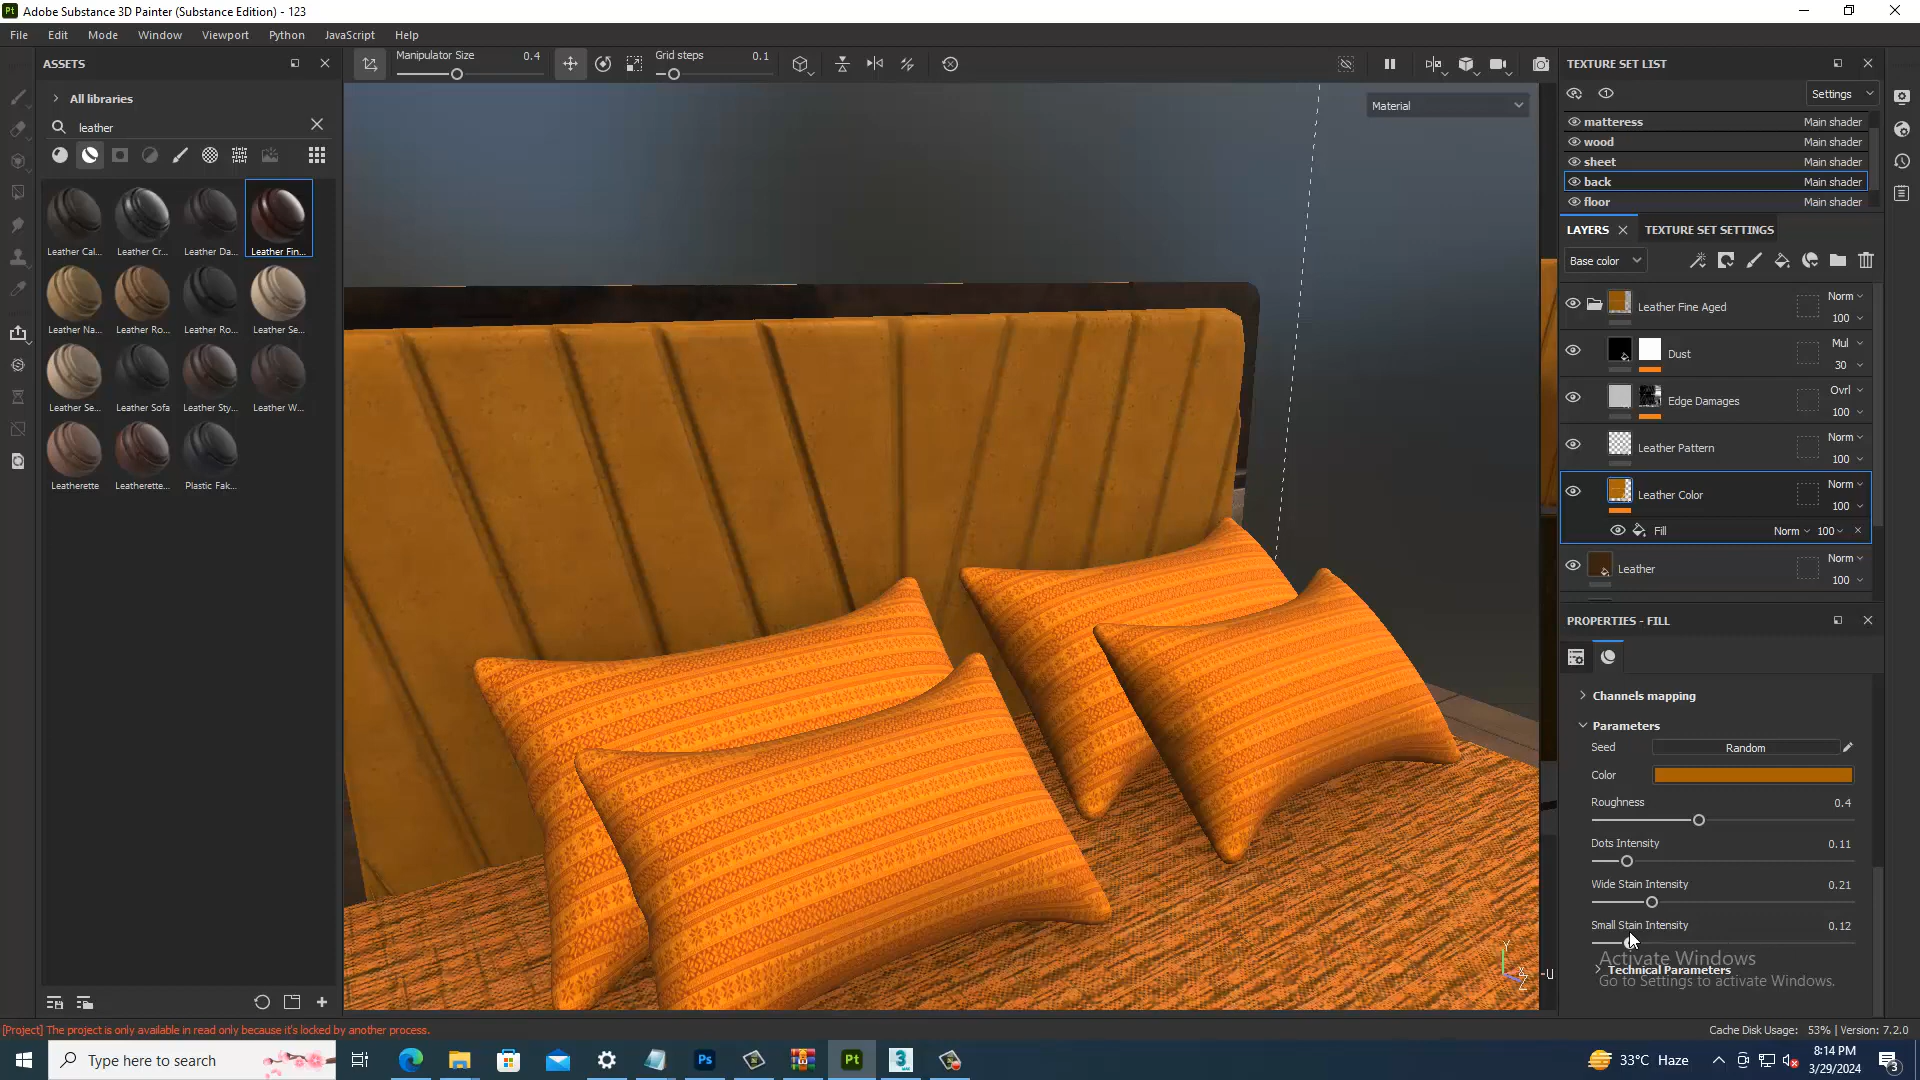 Adobe Substance 3D Painter (Substance Edition) - 123
File Edit Mode Window Viewport Python JavaScript Help
ASSETS
All libraries
leather
Leather Cal...
Leather Cr...
Leather Da...
Leather Fin...
Leather Na...
Leather Ro...
Leather Ro...
Leather Se...
Leather Se...
Leather Sofa
Leather Sty...
Leather W...
Leatherette
Leatherette...
Plastic Fak...
Manipulator Size 0.4
Grid steps 0.1
Material
TEXTURE SET LIST
Settings
matteress Main shader
wood Main shader
sheet Main shader
back Main shader
floor Main shader
LAYERS
TEXTURE SET SETTINGS
Base color
Leather Fine Aged Norm 100
Dust Mul 30
Edge Damages Ovrl 100
Leather Pattern Norm 100
Leather Color Norm 100
Fill Norm 100
Leather Norm 100
PROPERTIES - FILL
Channels mapping
Parameters
Seed Random
Color
Roughness 0.4
Dots Intensity 0.11
Wide Stain Intensity 0.21
Small Stain Intensity 0.12
Technical Parameters
Activate Windows
Go to Settings to activate Windows.
[Project] The project is only available in read only because it's locked by another process.
Cache Disk Usage: 53% | Version: 7.2.0
Type here to search
33°C Haze
8:14 PM
3/29/2024
3